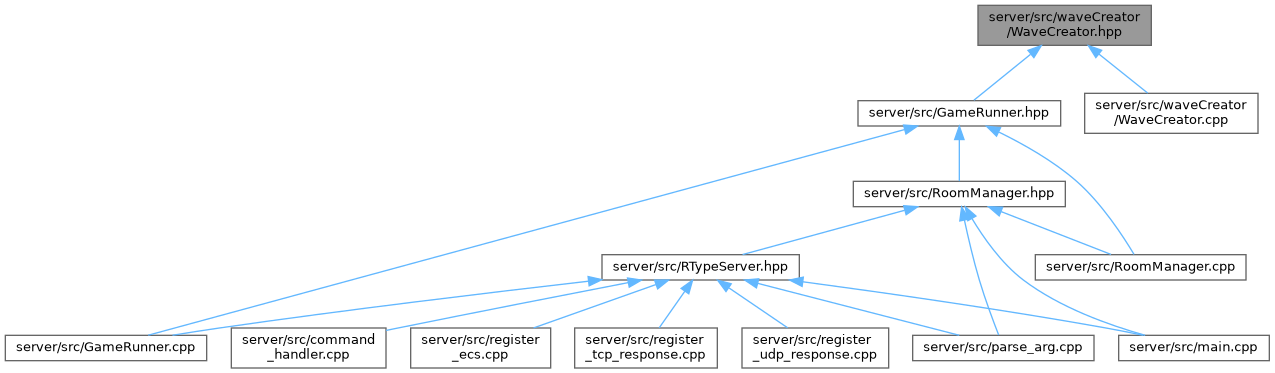 server/src/waveCreator
/WaveCreator.hpp
server/src/GameRunner.hpp
server/src/waveCreator
/WaveCreator.cpp
server/src/RoomManager.hpp
server/src/RTypeServer.hpp
server/src/RoomManager.cpp
server/src/GameRunner.cpp
server/src/command
_handler.cpp
server/src/register
_ecs.cpp
server/src/register
_tcp_response.cpp
server/src/register
_udp_response.cpp
server/src/parse_arg.cpp
server/src/main.cpp